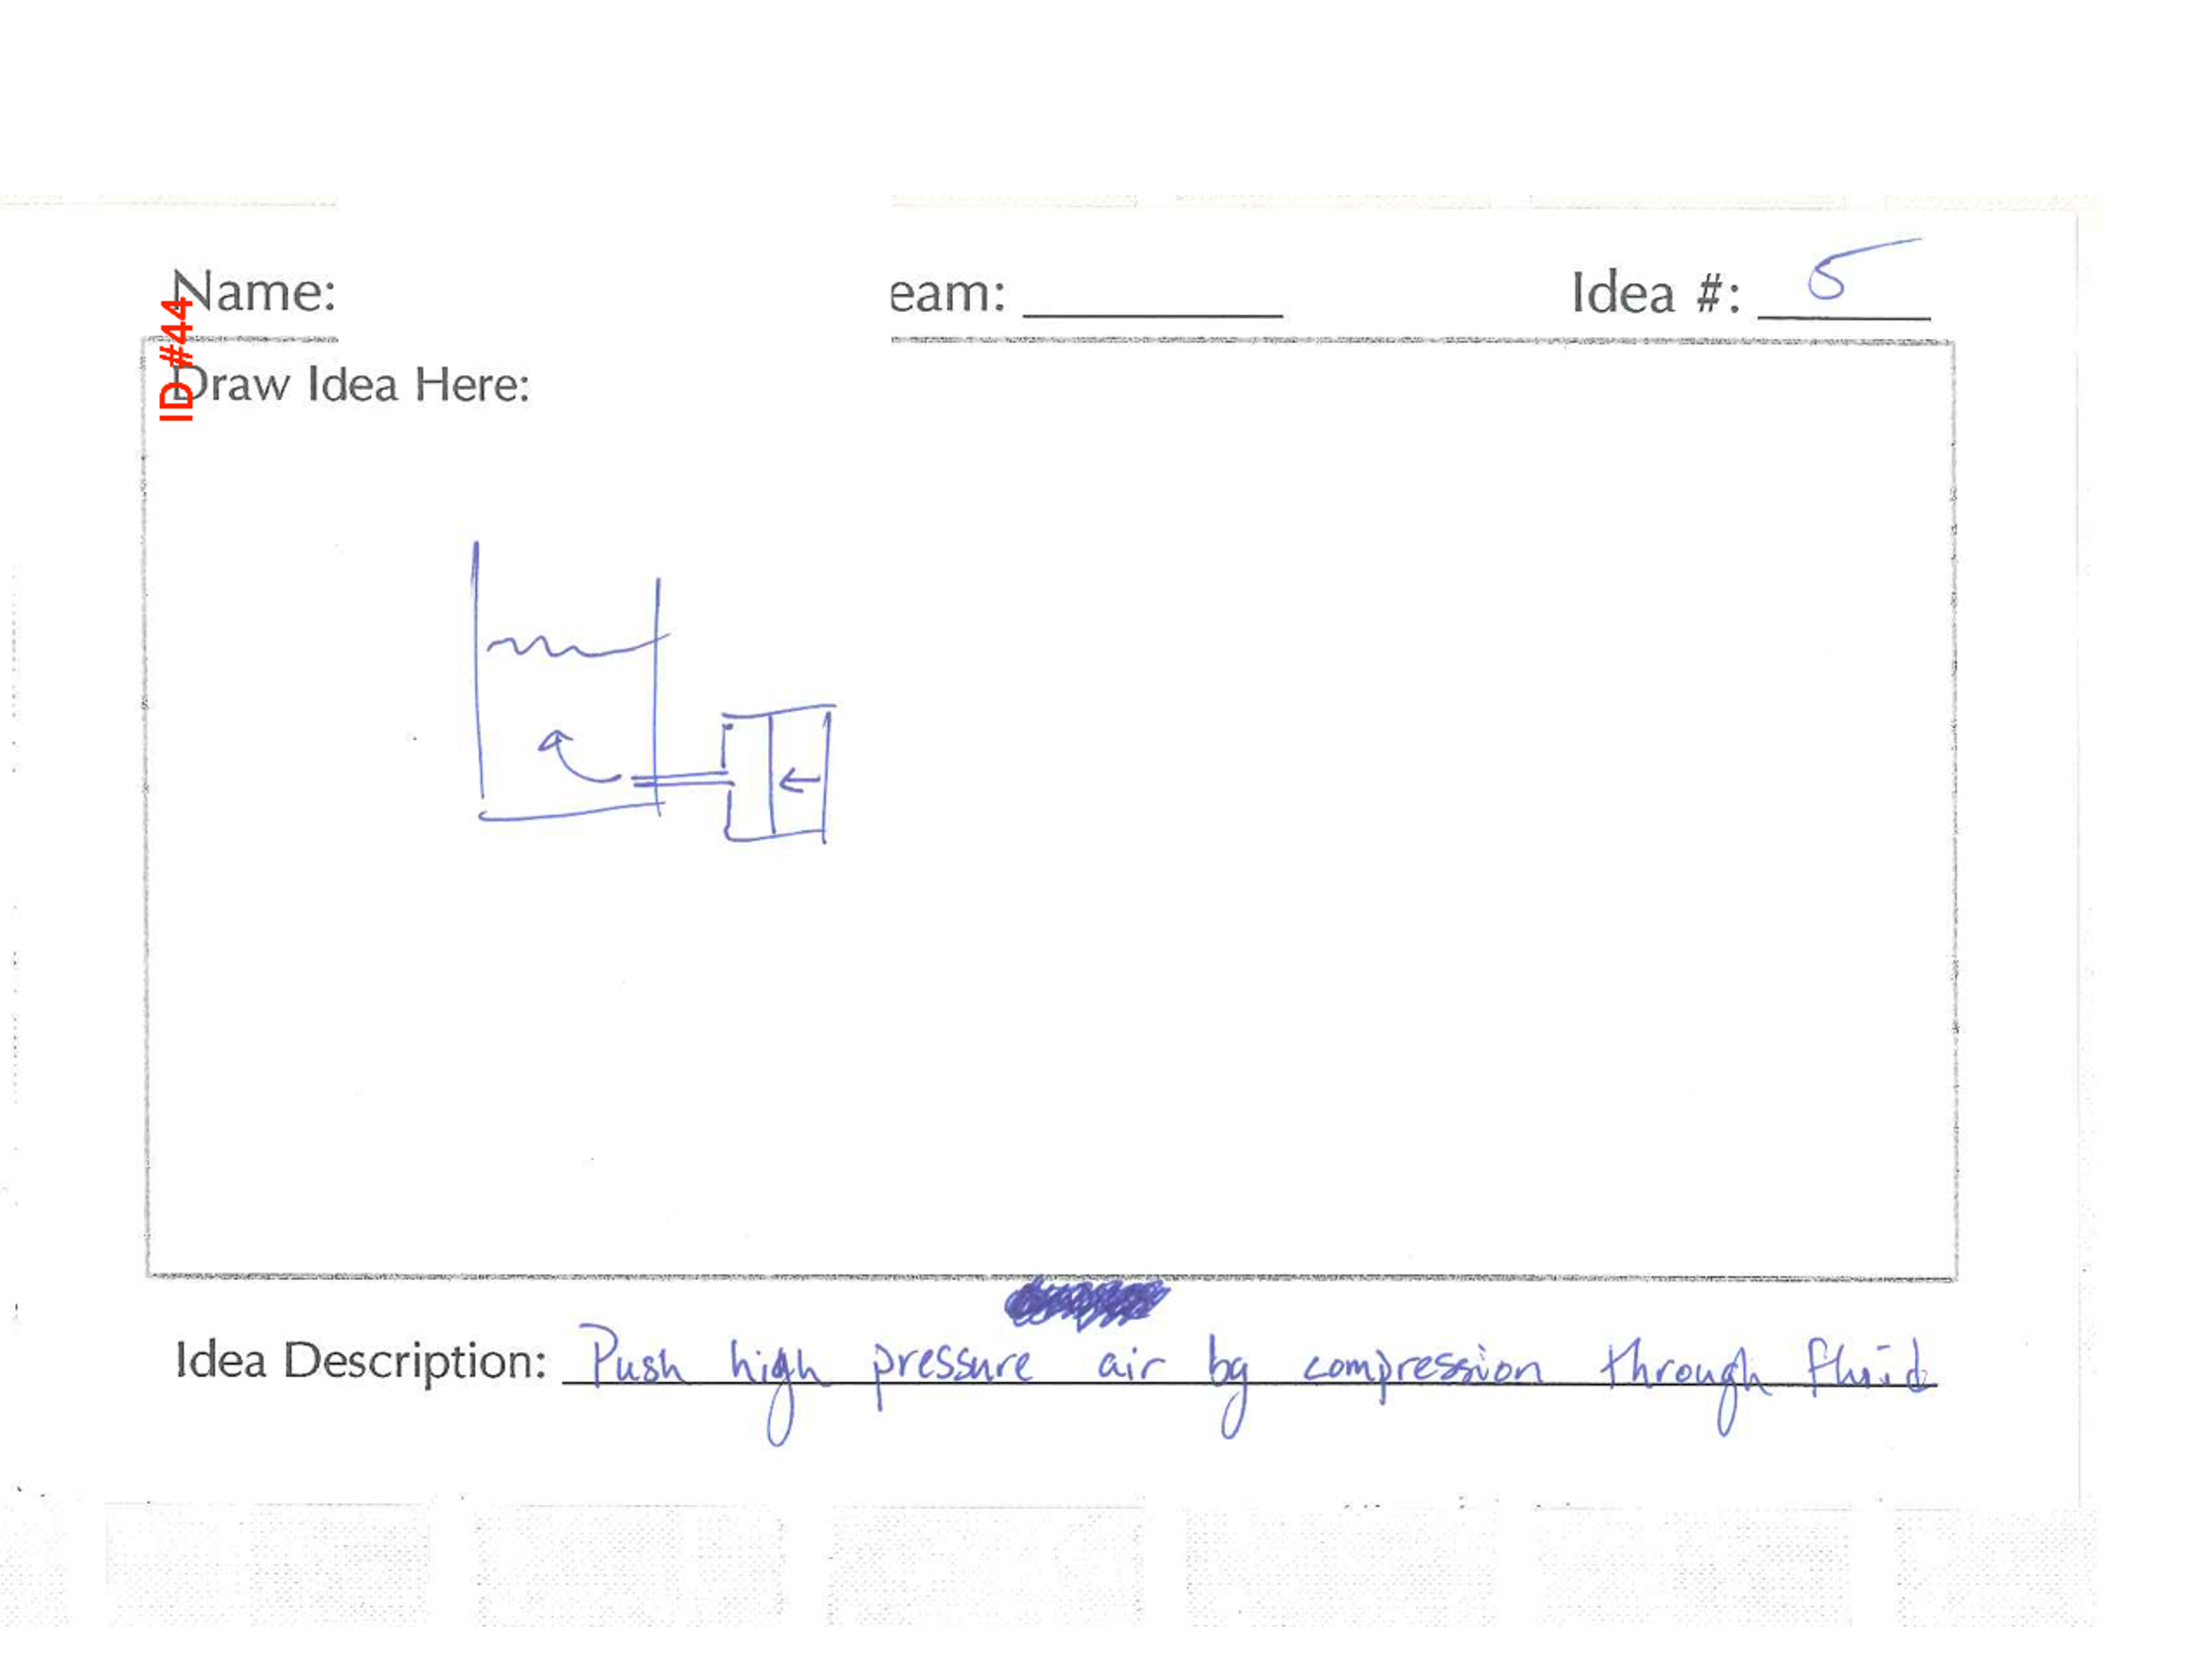 Name: eam: Idea #: 5
ID#44
Draw Idea Here:
Idea Description: Push high pressure air by compression through fluid